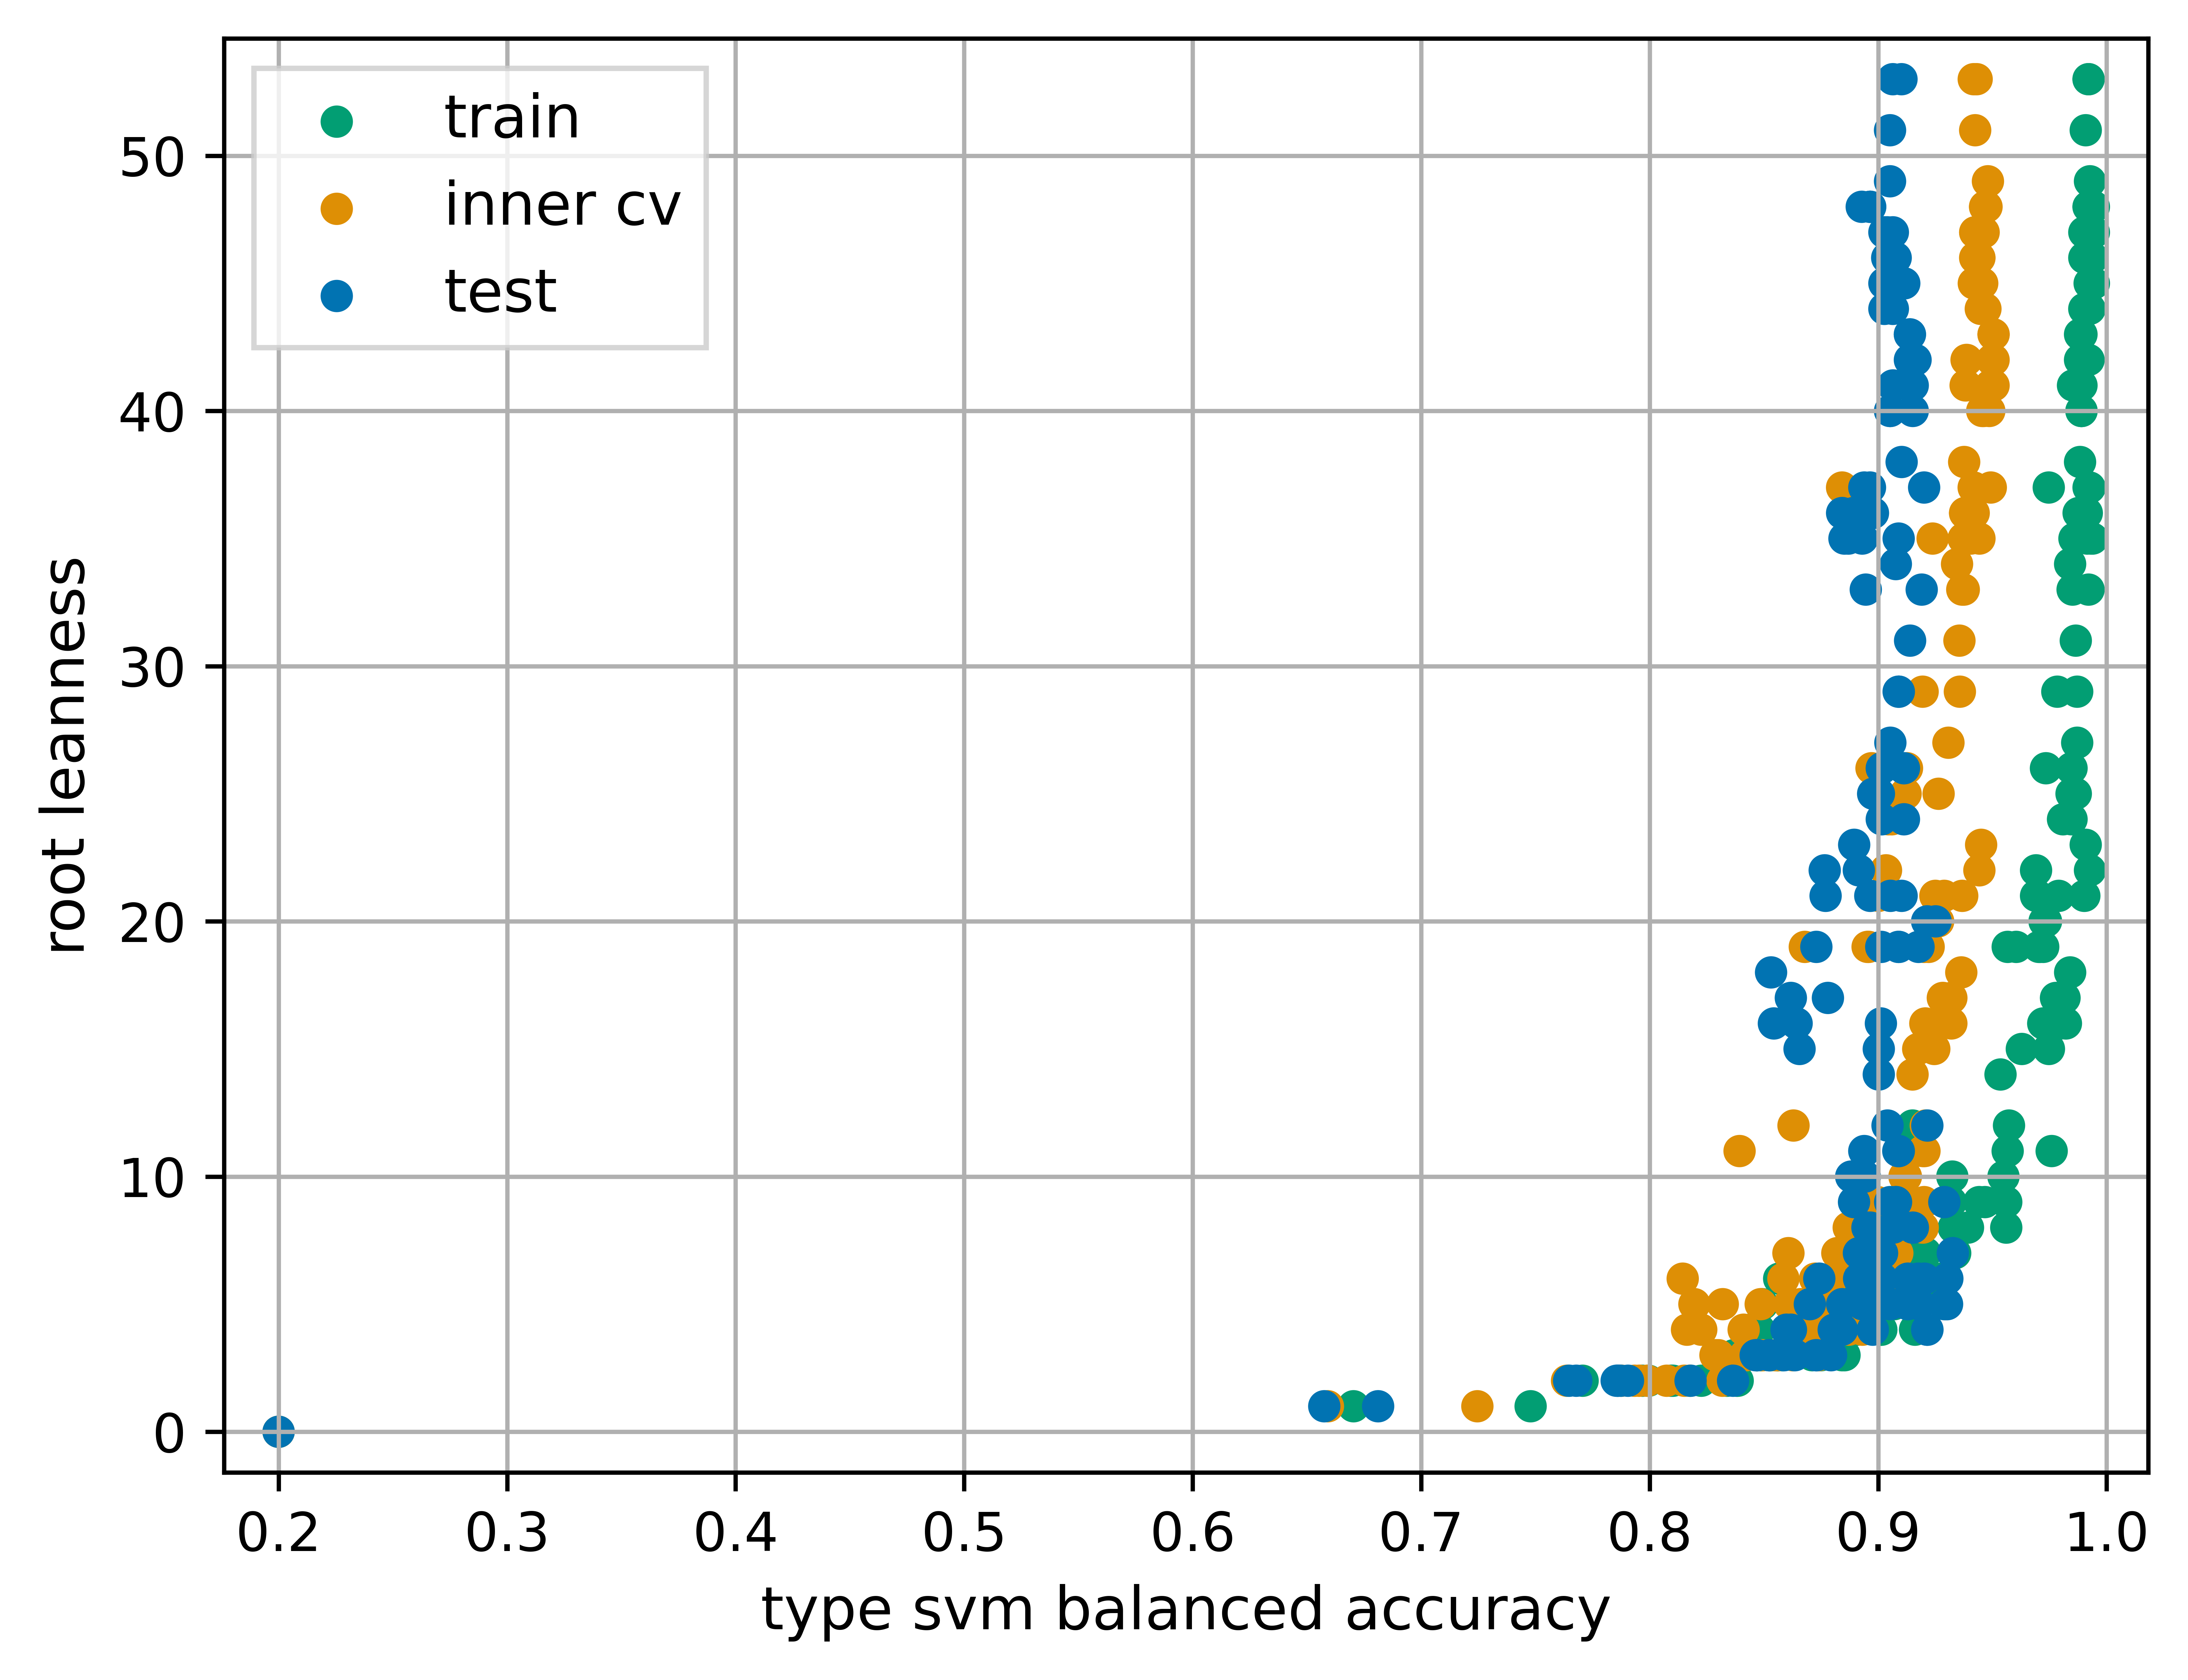 train
inner cv
test
50
40
30
20
10
0
root leanness
0.2 0.3 0.4 0.5 0.6 0.7 0.8 0.9 1.0
type svm balanced accuracy